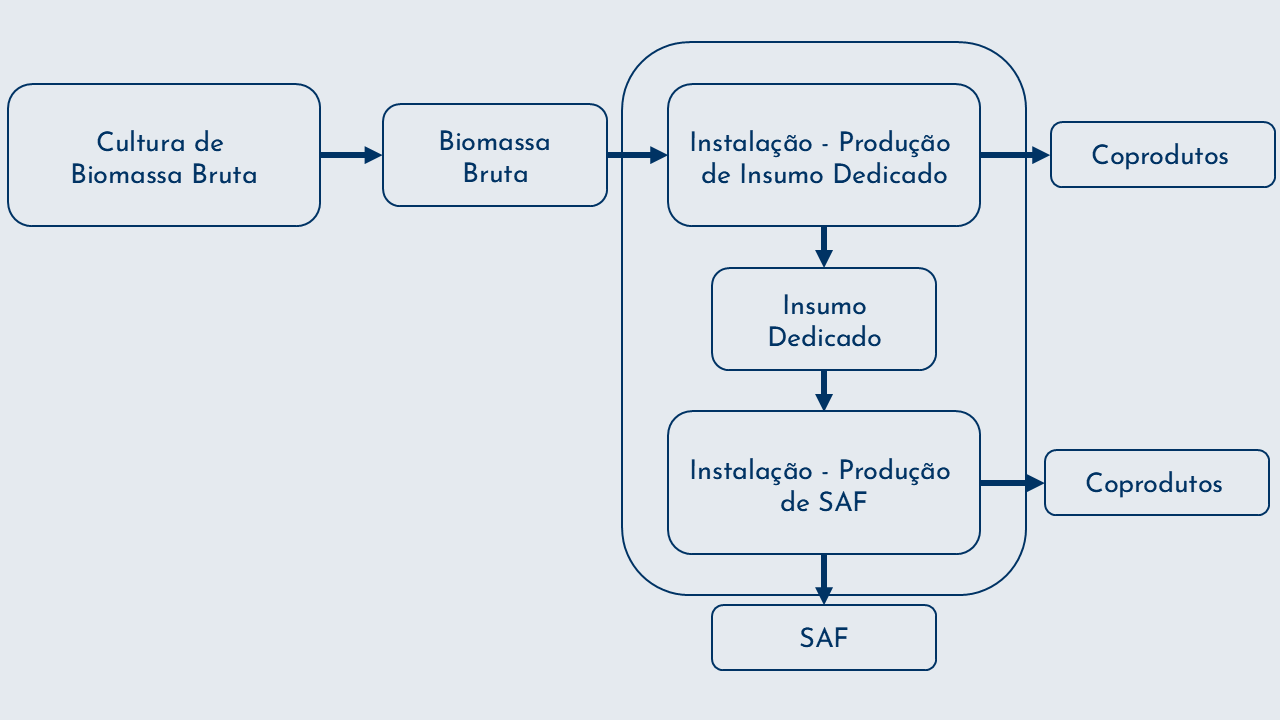 Cultura de
Biomassa Bruta
Biomassa
Bruta
Instalação - Produção
de Insumo Dedicado
Coprodutos
Insumo
Dedicado
Instalação - Produção
de SAF
Coprodutos
SAF